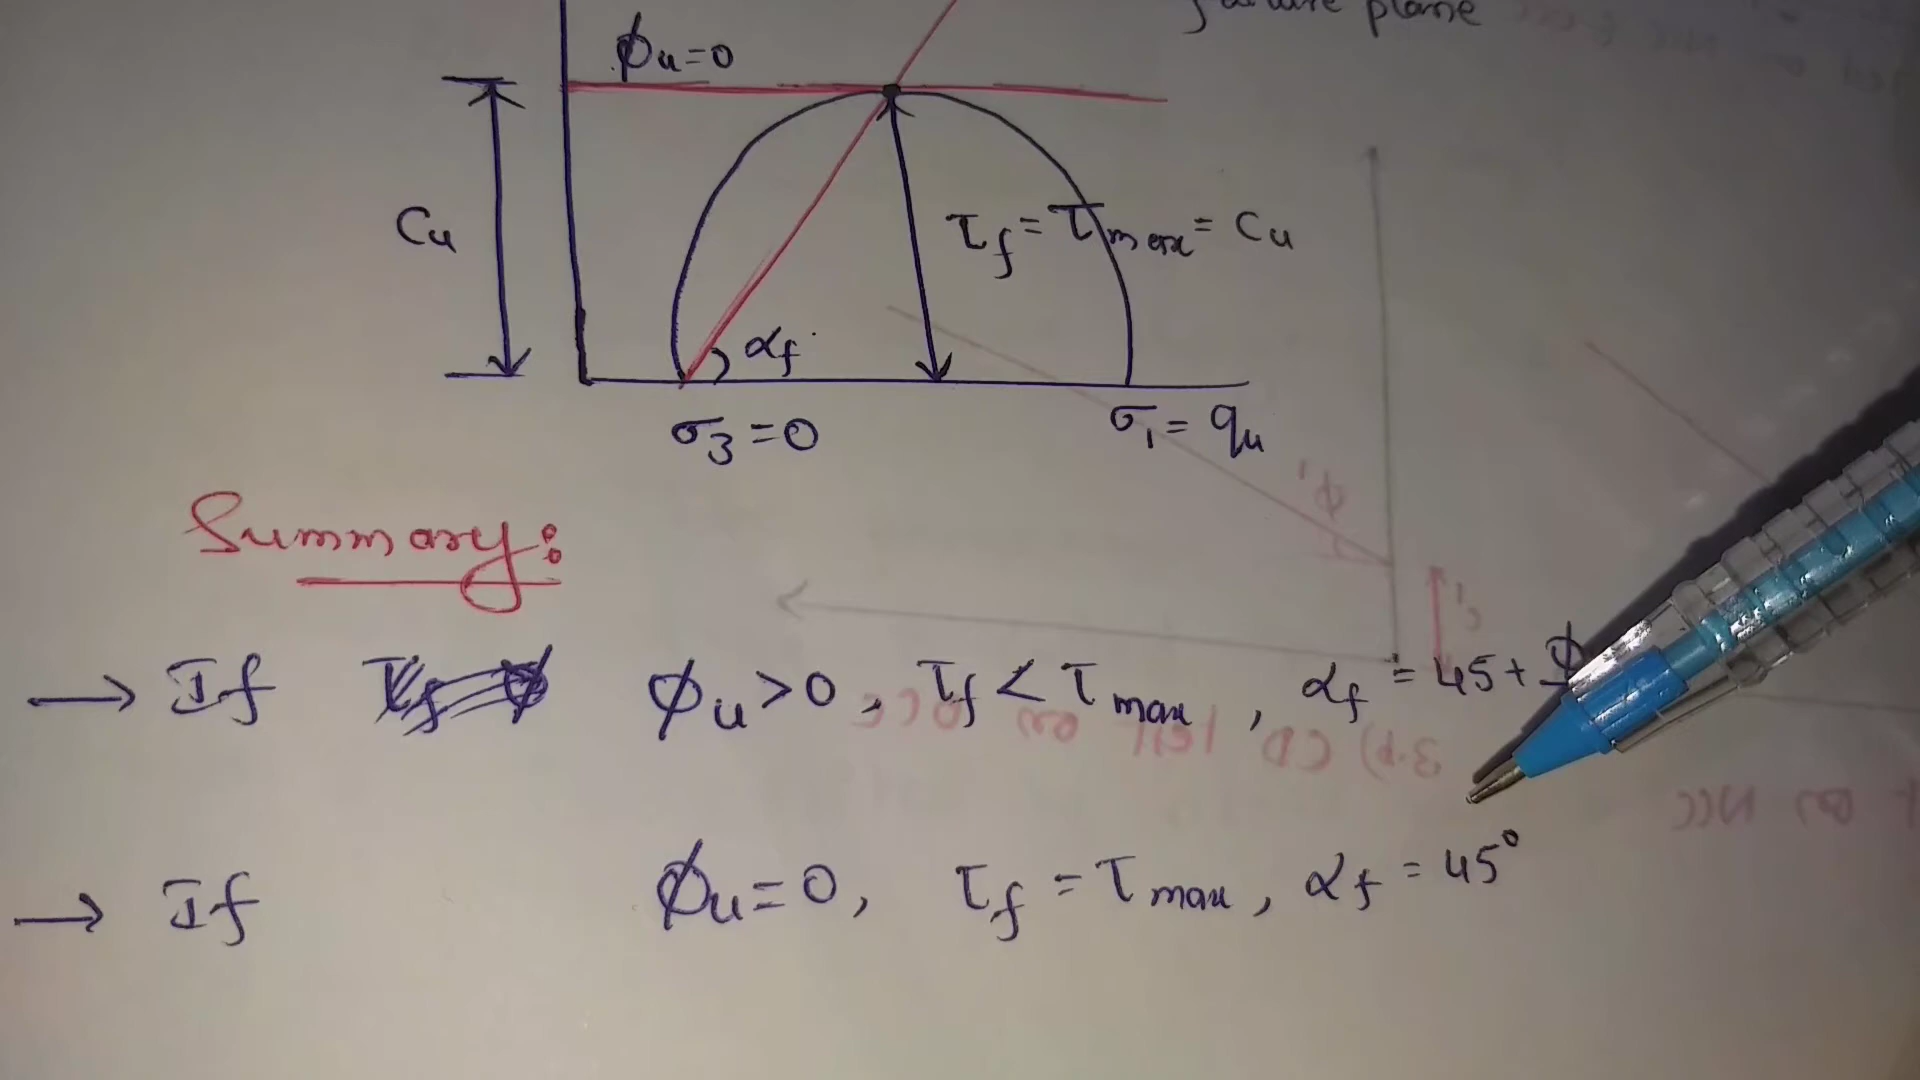 failure plane
ϕu=0
Cu
τf = τmax = Cu
αf
σ3=0
σ1= qu
Summary:
→ If ϕu>0, τf < τmax , αf = 45+ϕ
→ If ϕu=0, τf = τmax, αf = 45°